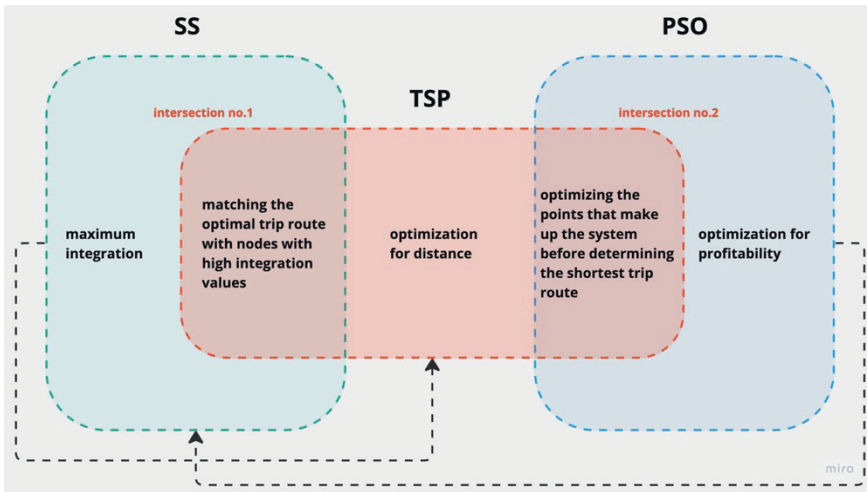 SS
PSO
TSP
intersection no.1
intersection no.2
maximum
integration
matching the
optimal trip route
with nodes with
high integration
values
optimization
for distance
optimizing the
points that make
up the system
before determining
the shortest trip
route
optimization for
profitability
miro